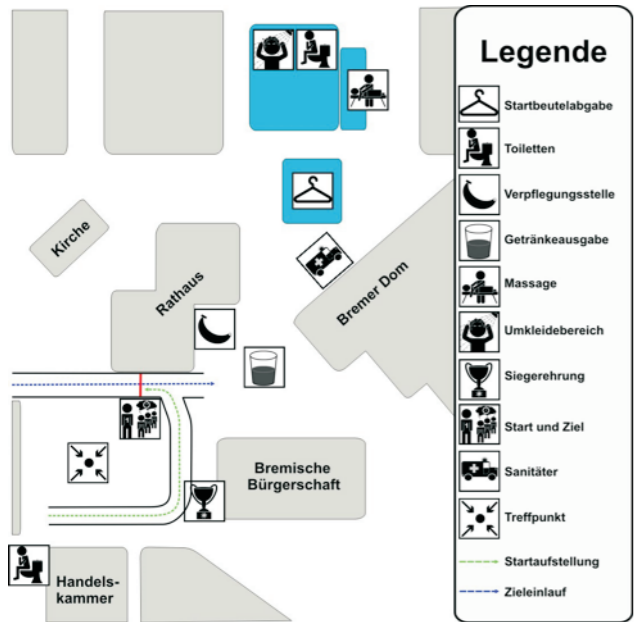 Legende
Startbeutelabgabe
Toiletten
Verpflegungsstelle
Getränkeausgabe
Massage
Umkleidebereich
Siegerehrung
Start und Ziel
Sanitäter
Treffpunkt
Startaufstellung
Zieleinlauf
Kirche
Rathaus
Bremer Dom
Bremische
Bürgerschaft
Handels-
kammer